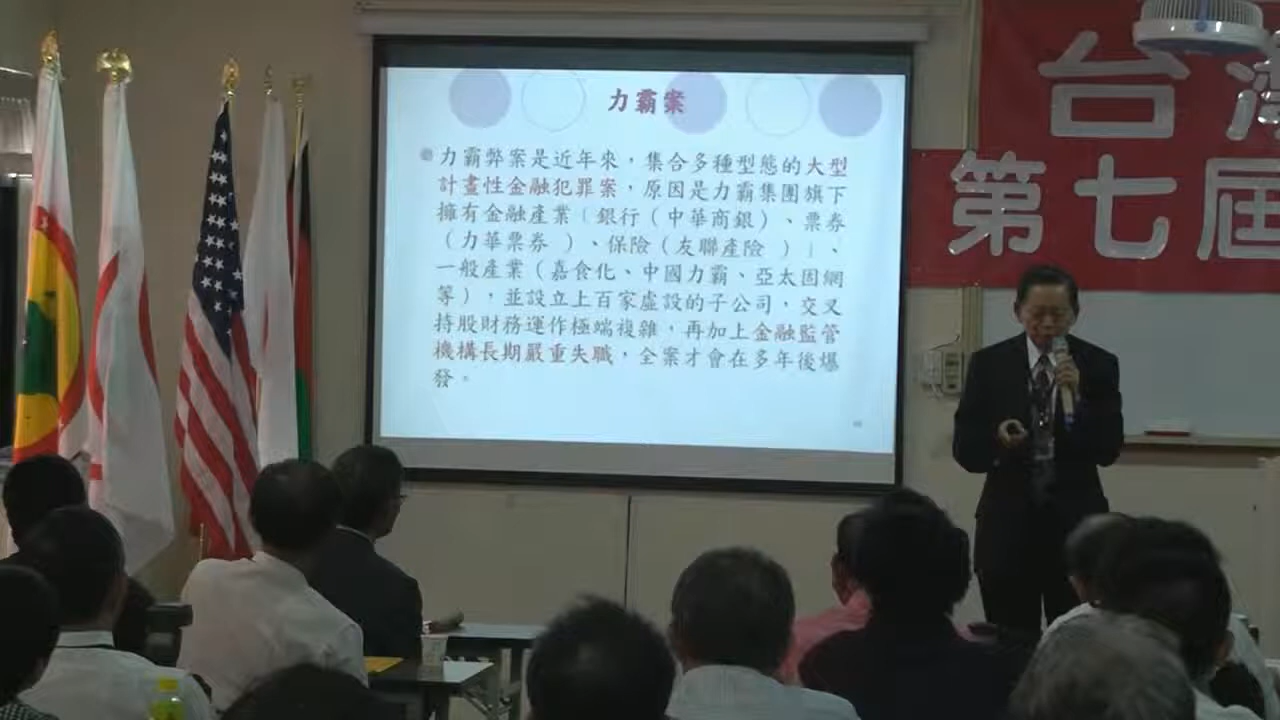 力霸案
力霸弊案是近年來，集合多種型態的大型
計畫性金融犯罪案，原因是力霸集團旗下
擁有金融產業「銀行（中華商銀）、票券
（力華票券 ）、保險（友聯產險 ）」、
一般產業（嘉食化、中國力霸、亞太固網
等），並設立上百家虛設的子公司，交叉
持股財務運作極端複雜，再加上金融監管
機構長期嚴重失職，全案才會在多年後爆
發。
台灣
第七屆